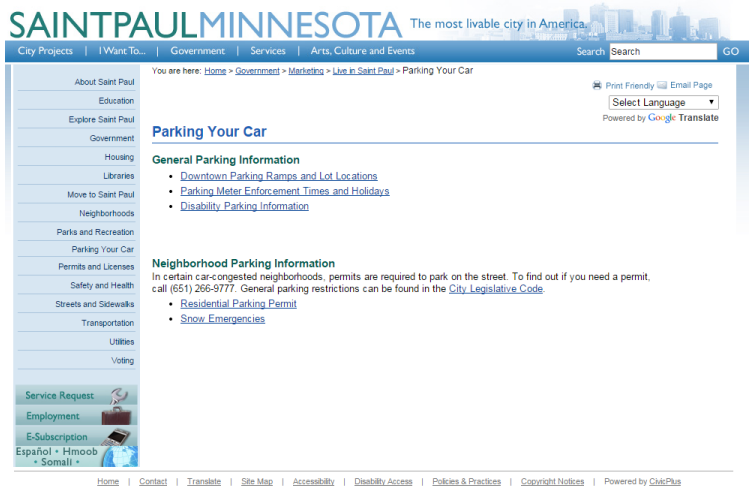 SAINTPAULMINNESOTA The most livable city in America.
City Projects | I Want To... | Government | Services | Arts, Culture and Events Search Search GO
You are here: Home > Government > Marketing > Live in Saint Paul > Parking Your Car
Print Friendly Email Page
Select Language ▼
Powered by Google Translate
About Saint Paul
Education
Explore Saint Paul
Government
Housing
Libraries
Move to Saint Paul
Neighborhoods
Parks and Recreation
Parking Your Car
Permits and Licenses
Safety and Health
Streets and Sidewalks
Transportation
Utilities
Voting
Service Request
Employment
E-Subscription
Español • Hmoob
• Somali •
Parking Your Car
General Parking Information
• Downtown Parking Ramps and Lot Locations
• Parking Meter Enforcement Times and Holidays
• Disability Parking Information
Neighborhood Parking Information
In certain car-congested neighborhoods, permits are required to park on the street. To find out if you need a permit,
call (651) 266-9777. General parking restrictions can be found in the City Legislative Code.
• Residential Parking Permit
• Snow Emergencies
Home | Contact | Translate | Site Map | Accessibility | Disability Access | Policies & Practices | Copyright Notices | Powered by CivicPlus